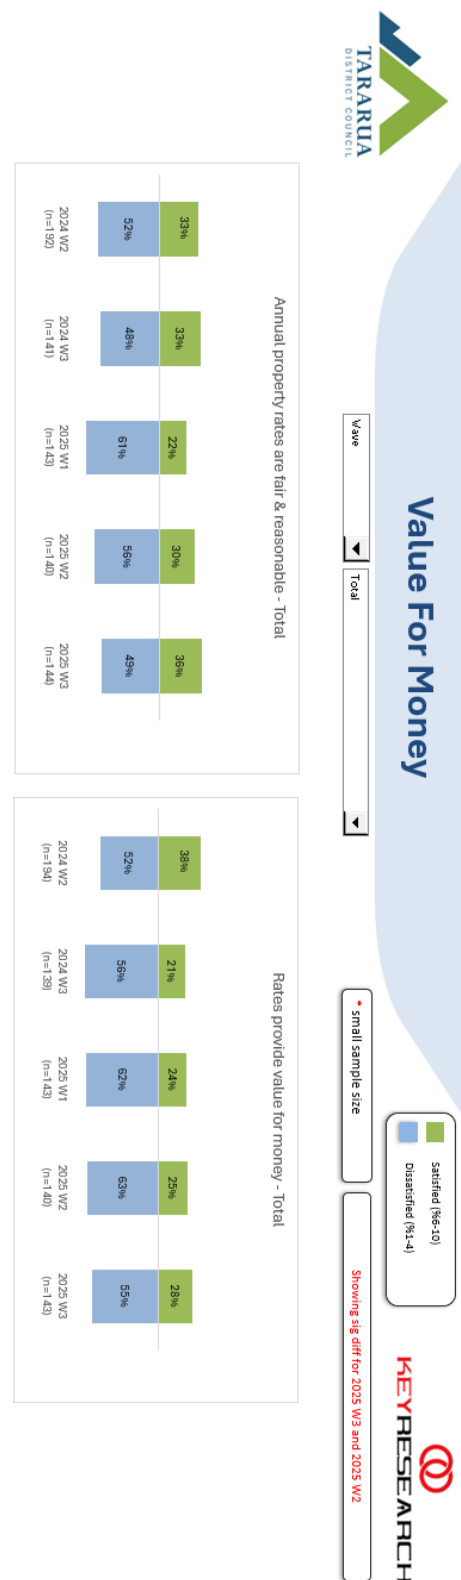 TARARUA
DISTRICT COUNCIL
Value For Money
Satisfied (%6-10)
Dissatisfied (%1-4)
KEYRESEARCH
Wave
Total
* small sample size
Showing sig diff for 2025 W3 and 2025 W2
Annual property rates are fair & reasonable - Total
33%
33%
22%
30%
36%
52%
48%
61%
56%
49%
2024 W2
(n=192)
2024 W3
(n=141)
2025 W1
(n=143)
2025 W2
(n=140)
2025 W3
(n=144)
Rates provide value for money - Total
38%
21%
24%
25%
28%
52%
56%
62%
63%
55%
2024 W2
(n=194)
2024 W3
(n=139)
2025 W1
(n=143)
2025 W2
(n=140)
2025 W3
(n=143)